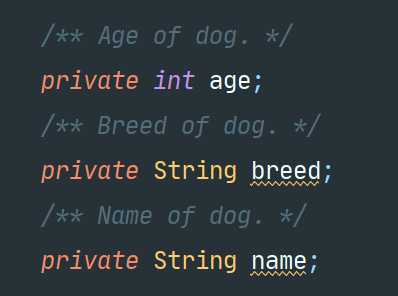 /** Age of dog. */
private int age;
/** Breed of dog. */
private String breed;
/** Name of dog. */
private String name;